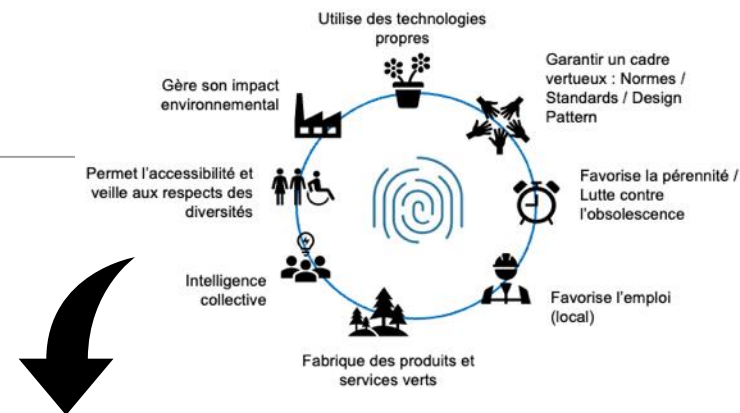 Utilise des technologies
propres
Garantir un cadre
vertueux : Normes /
Standards / Design
Pattern
Favorise la pérennité /
Lutte contre
l'obsolescence
Favorise l'emploi
(local)
Fabrique des produits et
services verts
Intelligence
collective
Permet l'accessibilité et
veille aux respects des
diversités
Gère son impact
environnemental